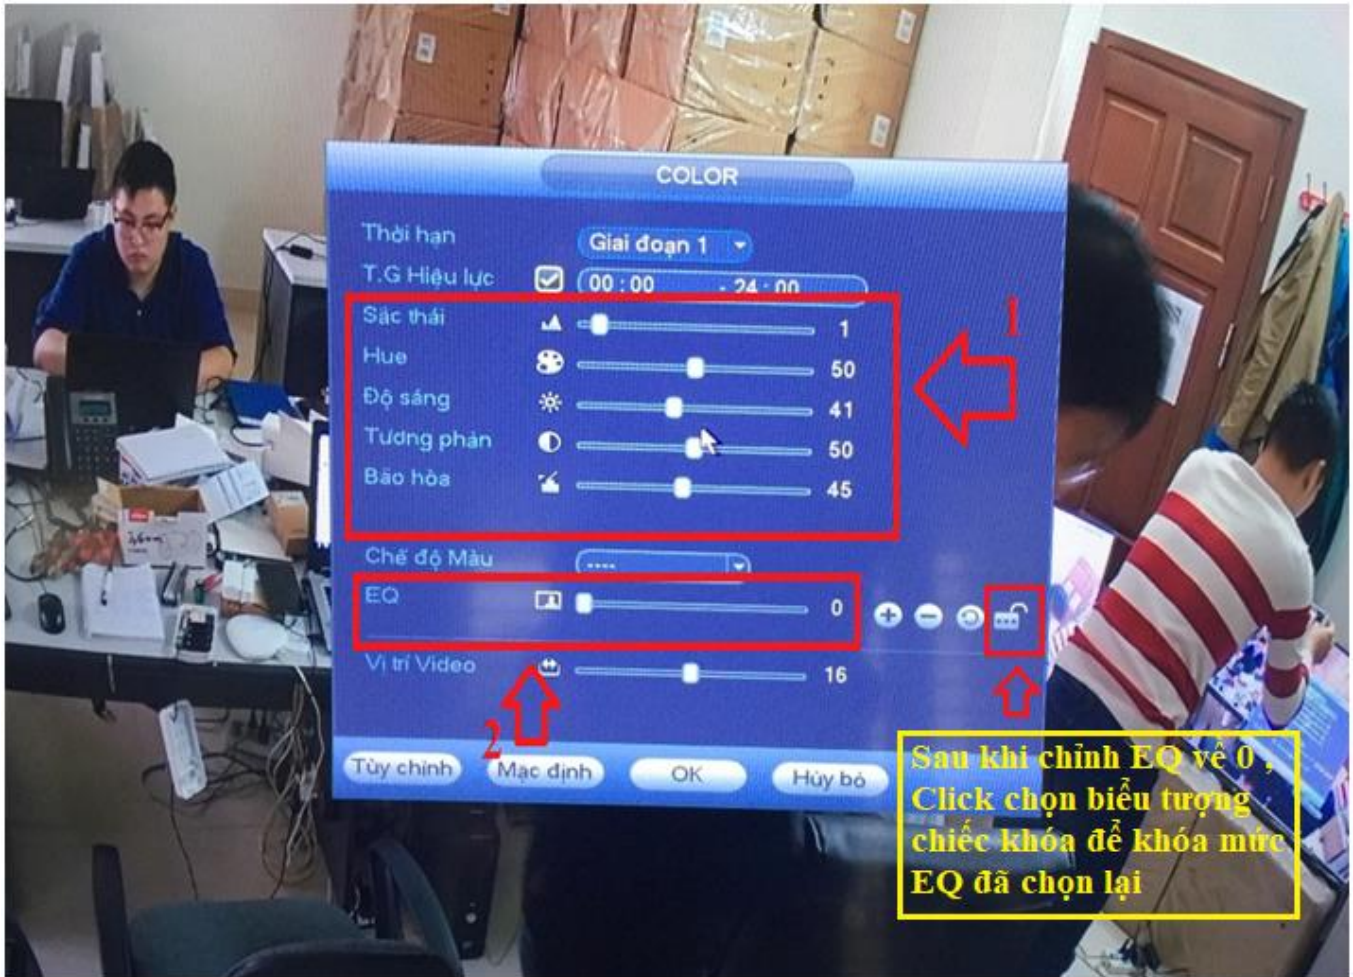 COLOR
Thời hạn Giai đoạn 1
T.G Hiệu lực 00 : 00 - 24 : 00
Sắc thái 1
Hue 50
Độ sáng 41
Tương phản 50
Bão hòa 45
1
Chế độ Màu ----
EQ 0
Vị trí Video 16
2
Tùy chỉnh Mặc định OK Hủy bỏ
Sau khi chỉnh EQ về 0 ,
Click chọn biểu tượng
chiếc khóa để khóa mức
EQ đã chọn lại